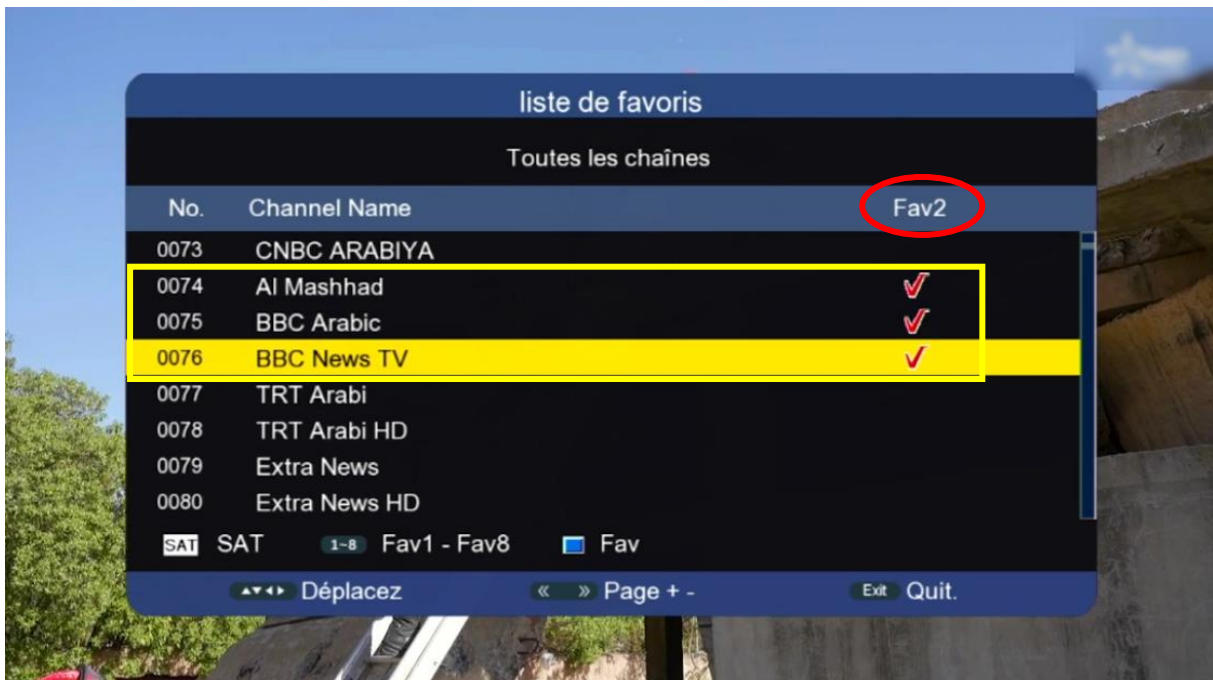 liste de favoris
Toutes les chaînes
No. Channel Name Fav2
0073 CNBC ARABIYA
0074 Al Mashhad
0075 BBC Arabic
0076 BBC News TV
0077 TRT Arabi
0078 TRT Arabi HD
0079 Extra News
0080 Extra News HD
SAT SAT 1~8 Fav1 - Fav8 Fav
Déplacez « » Page + - Exit Quit.